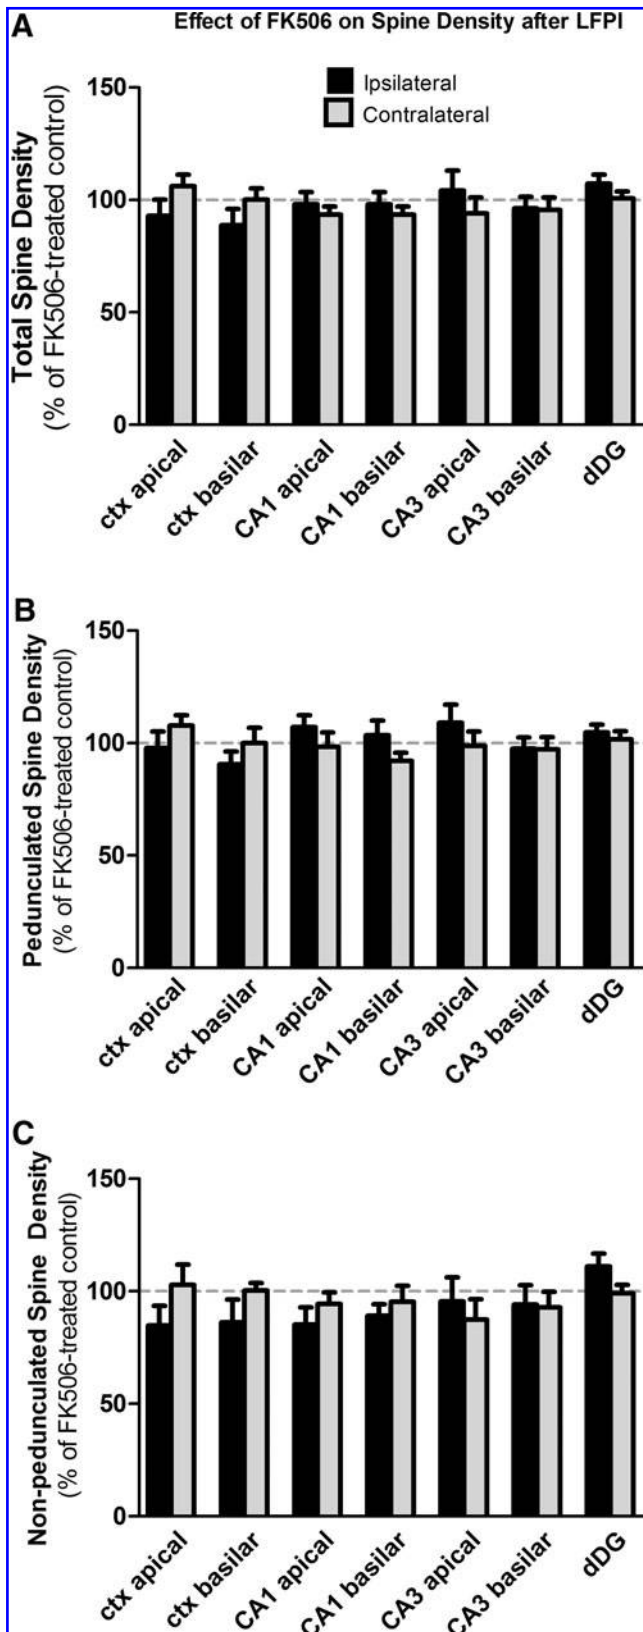 A
Effect of FK506 on Spine Density after LFPI
Ipsilateral
Contralateral
Total Spine Density
(% of FK506-treated control)
150
100
50
0
ctx apical
ctx basilar
CA1 apical
CA1 basilar
CA3 apical
CA3 basilar
dDG
B
Pedunculated Spine Density
(% of FK506-treated control)
150
100
50
0
ctx apical
ctx basilar
CA1 apical
CA1 basilar
CA3 apical
CA3 basilar
dDG
C
Non-pedunculated Spine Density
(% of FK506-treated control)
150
100
50
0
ctx apical
ctx basilar
CA1 apical
CA1 basilar
CA3 apical
CA3 basilar
dDG